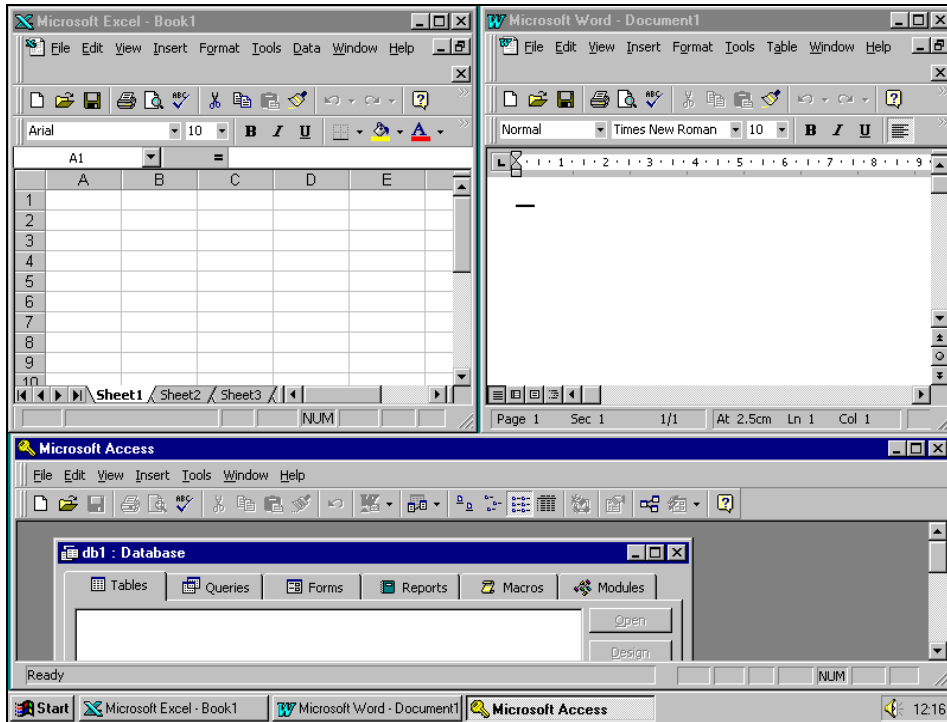 Microsoft Excel - Book1
File Edit View Insert Format Tools Data Window Help
ABC
Arial 10 B I U A
A1 =
A B C D E
1
2
3
4
5
6
7
8
9
10
Sheet1 Sheet2 Sheet3
NUM
Microsoft Word - Document1
File Edit View Insert Format Tools Table Window Help
ABC
Normal Times New Roman 10 B I U
L 1 2 3 4 5 6 7 8 9
Page 1 Sec 1 1/1 At 2.5cm Ln 1 Col 1
Microsoft Access
File Edit View Insert Tools Window Help
ABC
db1 : Database
Tables Queries Forms Reports Macros Modules
Open
Design
Ready NUM
Start Microsoft Excel - Book1 Microsoft Word - Document1 Microsoft Access 12:16